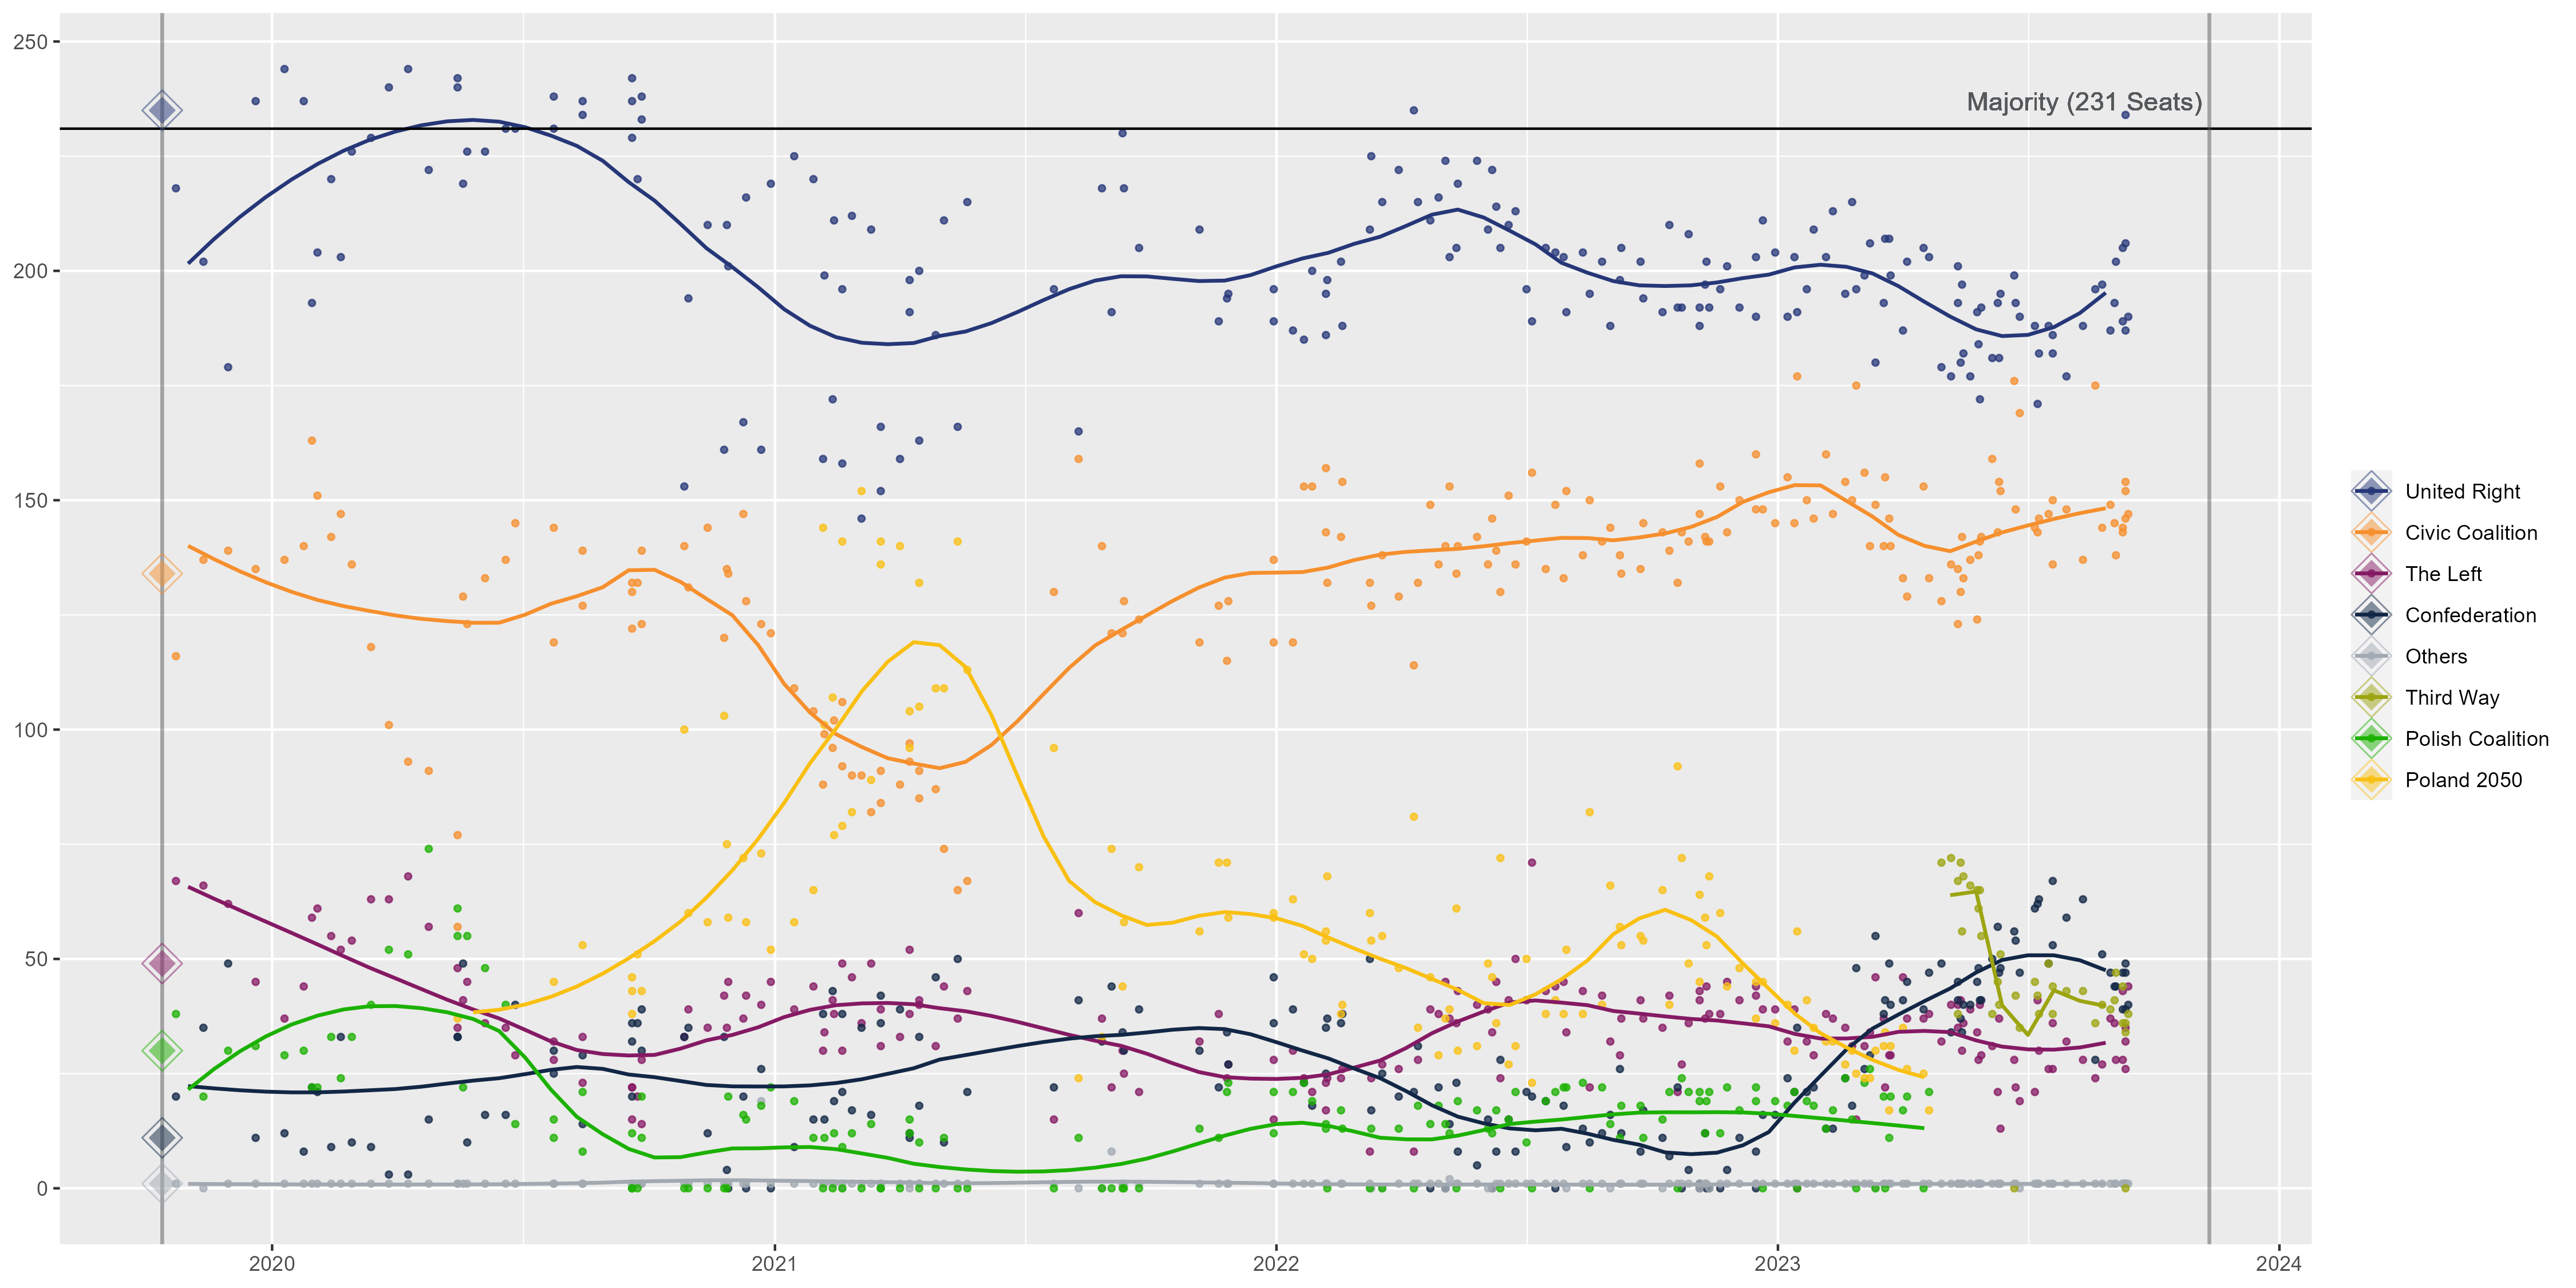 250
Majority (231 Seats)
200
150
100
50
0
2020
2021
2022
2023
2024
United Right
Civic Coalition
The Left
Confederation
Others
Third Way
Polish Coalition
Poland 2050